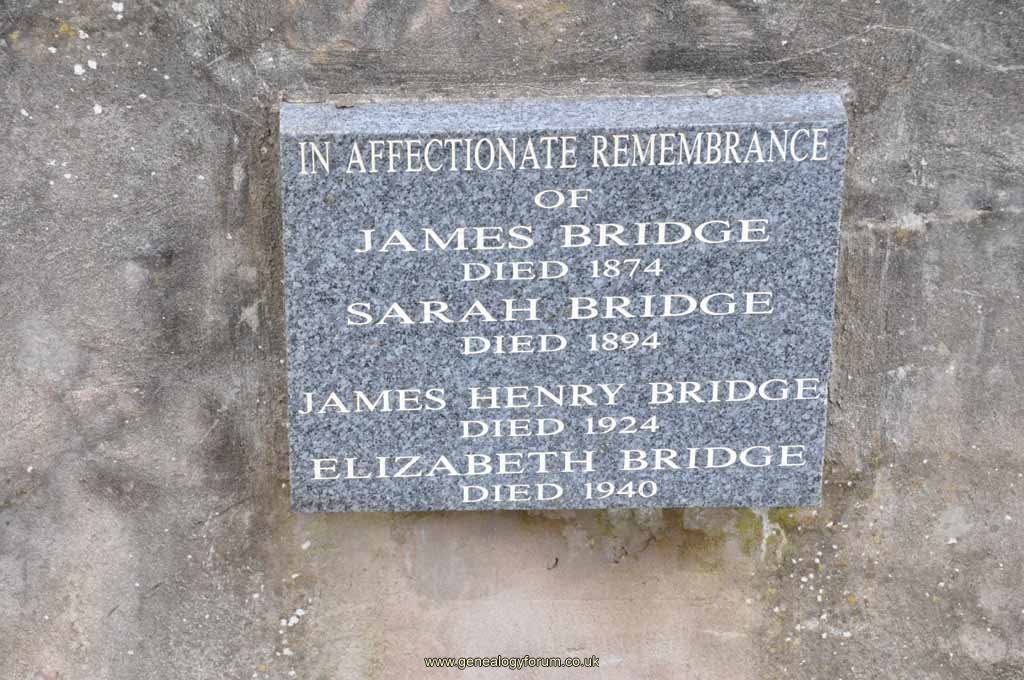 IN AFFECTIONATE REMEMBRANCE
OF
JAMES BRIDGE
DIED 1874
SARAH BRIDGE
DIED 1894
JAMES HENRY BRIDGE
DIED 1924
ELIZABETH BRIDGE
DIED 1940
www.genealogyforum.co.uk